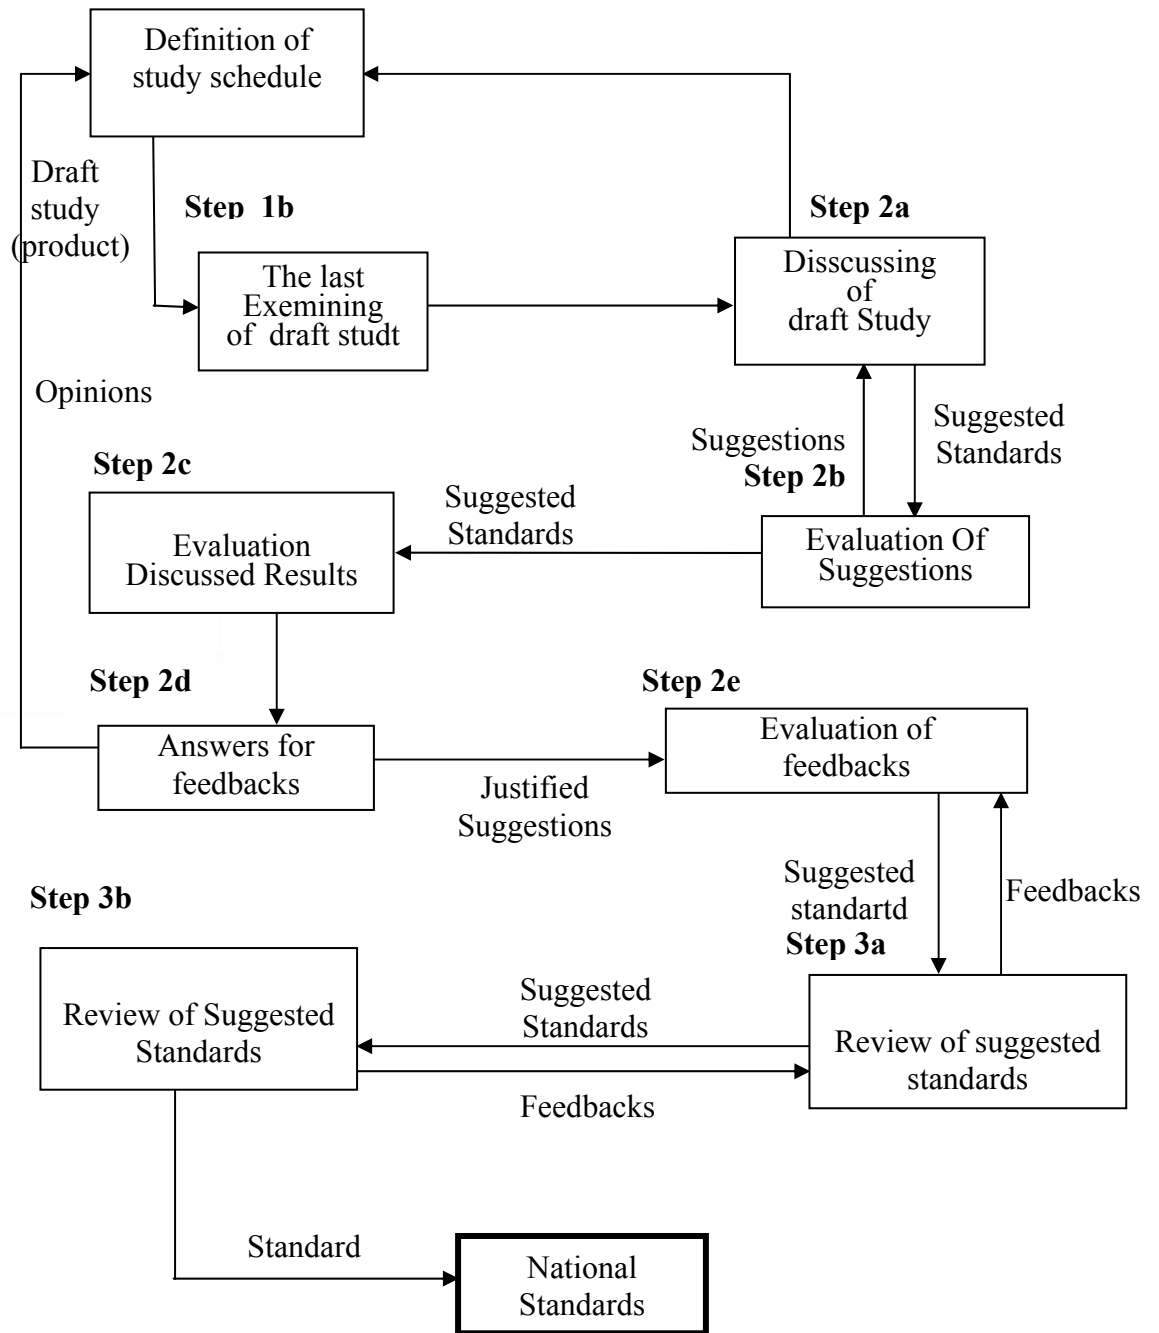 Definition of
study schedule
Draft
study
(product)
Step 1b
Step 2a
The last
Exemining
of draft studt
Disscussing
of
draft Study
Opinions
Suggestions
Step 2b
Suggested
Standards
Step 2c
Suggested
Standards
Evaluation
Discussed Results
Evaluation Of
Suggestions
Step 2d
Step 2e
Answers for
feedbacks
Evaluation of
feedbacks
Justified
Suggestions
Suggested
standartd
Step 3a
Feedbacks
Step 3b
Review of Suggested
Standards
Suggested
Standards
Feedbacks
Review of suggested
standards
Standard
National
Standards